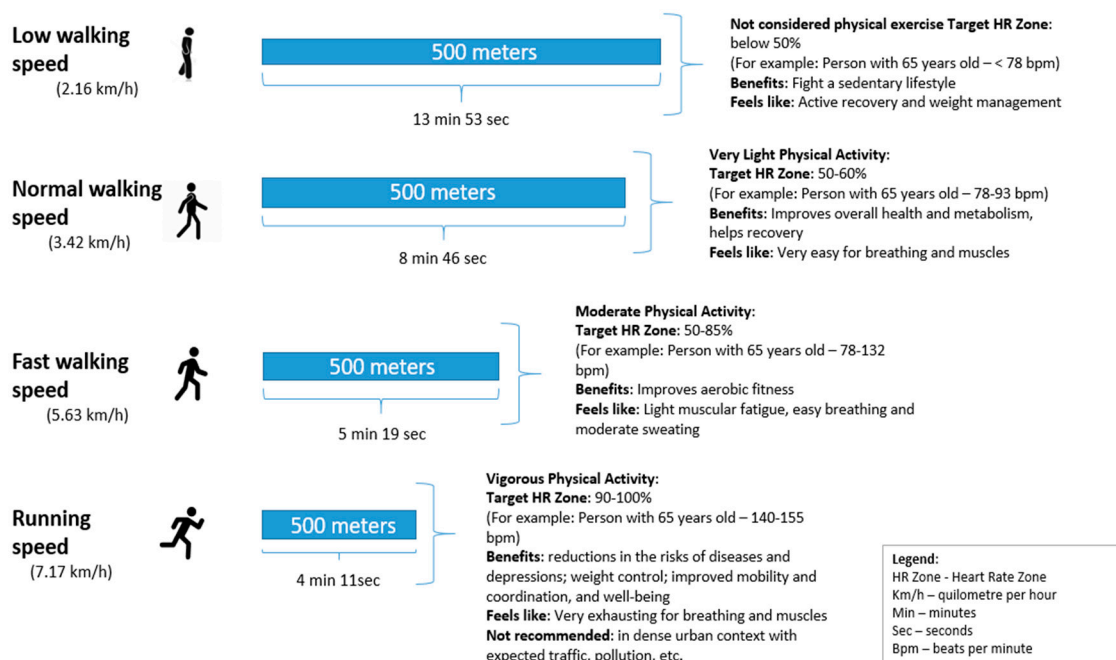 Low walking
speed
(2.16 km/h)
500 meters
13 min 53 sec
Not considered physical exercise Target HR Zone:
below 50%
(For example: Person with 65 years old – < 78 bpm)
Benefits: Fight a sedentary lifestyle
Feels like: Active recovery and weight management
Normal walking
speed
(3.42 km/h)
500 meters
8 min 46 sec
Very Light Physical Activity:
Target HR Zone: 50-60%
(For example: Person with 65 years old – 78-93 bpm)
Benefits: Improves overall health and metabolism,
helps recovery
Feels like: Very easy for breathing and muscles
Fast walking
speed
(5.63 km/h)
500 meters
5 min 19 sec
Moderate Physical Activity:
Target HR Zone: 50-85%
(For example: Person with 65 years old – 78-132
bpm)
Benefits: Improves aerobic fitness
Feels like: Light muscular fatigue, easy breathing and
moderate sweating
Running
speed
(7.17 km/h)
500 meters
4 min 11sec
Vigorous Physical Activity:
Target HR Zone: 90-100%
(For example: Person with 65 years old – 140-155
bpm)
Benefits: reductions in the risks of diseases and
depressions; weight control; improved mobility and
coordination, and well-being
Feels like: Very exhausting for breathing and muscles
Not recommended: in dense urban context with
expected traffic, pollution, etc.
Legend:
HR Zone - Heart Rate Zone
Km/h – quilometre per hour
Min – minutes
Sec – seconds
Bpm – beats per minute